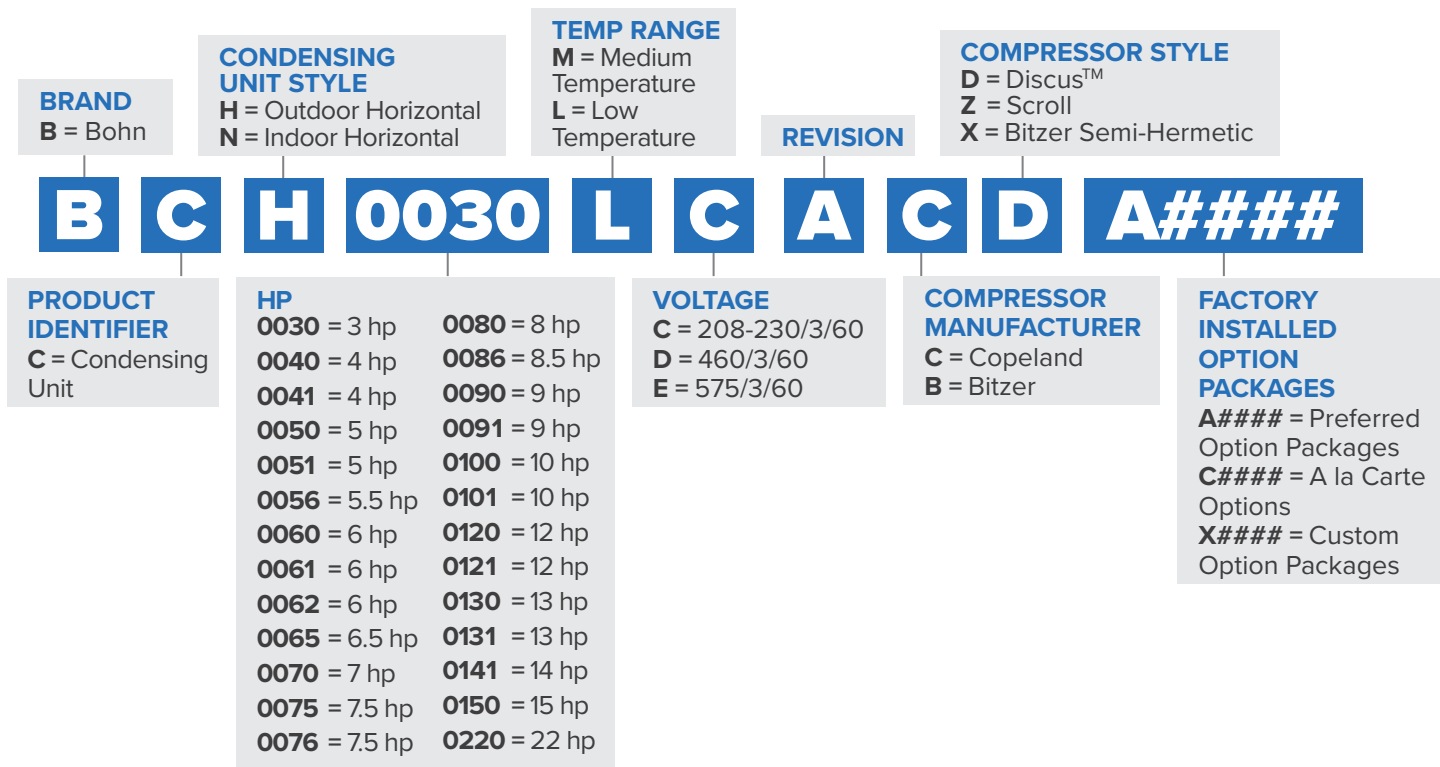 BRAND
B = Bohn
CONDENSING
UNIT STYLE
H = Outdoor Horizontal
N = Indoor Horizontal
TEMP RANGE
M = Medium
Temperature
L = Low
Temperature
REVISION
COMPRESSOR STYLE
D = Discus™
Z = Scroll
X = Bitzer Semi-Hermetic
B C H 0030 L C A C D A####
PRODUCT
IDENTIFIER
C = Condensing
Unit
HP
0030 = 3 hp
0040 = 4 hp
0041 = 4 hp
0050 = 5 hp
0051 = 5 hp
0056 = 5.5 hp
0060 = 6 hp
0061 = 6 hp
0062 = 6 hp
0065 = 6.5 hp
0070 = 7 hp
0075 = 7.5 hp
0076 = 7.5 hp
0080 = 8 hp
0086 = 8.5 hp
0090 = 9 hp
0091 = 9 hp
0100 = 10 hp
0101 = 10 hp
0120 = 12 hp
0121 = 12 hp
0130 = 13 hp
0131 = 13 hp
0141 = 14 hp
0150 = 15 hp
0220 = 22 hp
VOLTAGE
C = 208-230/3/60
D = 460/3/60
E = 575/3/60
COMPRESSOR
MANUFACTURER
C = Copeland
B = Bitzer
FACTORY
INSTALLED
OPTION
PACKAGES
A#### = Preferred
Option Packages
C#### = A la Carte
Options
X#### = Custom
Option Packages